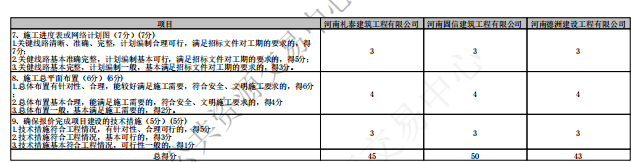 项目 河南礼泰建筑工程有限公司 河南固信建筑工程有限公司 河南德洲建设工程有限公司
7、施工进度表或网络计划图(7分)(7分)
1.关键线路清晰、准确、完整,计划编制合理可行,满足招标文件对工期的要求的,得
7分;
2.关键线路基本准确完整,计划编制基本可行,满足招标文件对工期的要求的,得5分;
3.关键线路基本完整,计划编制一般,基本满足招标文件对工期的要求的,得3分。
3 3 3
8、施工总平面布置(6分)(6分)
1.总体布置有针对性、合理,能较好满足施工需要,符合安全、文明施工要求的,得6
分;
2.总体布置基本合理,能满足施工需要的,符合安全、文明施工要求的,得4分
3.总体布置一般,基本满足施工需要的,得2分。
4 4 4
9、确保报价完成项目建设的技术措施(5分)(5分)
1.技术措施符合工程情况,有针对性、合理可行的,得5分
2.技术措施符合工程情况,基本可行的,得3分
3.技术措施基本符合工程情况,可行性一般的,得1分
3 3 3
总得分 45 50 43
公共资源交易中心
交易中心